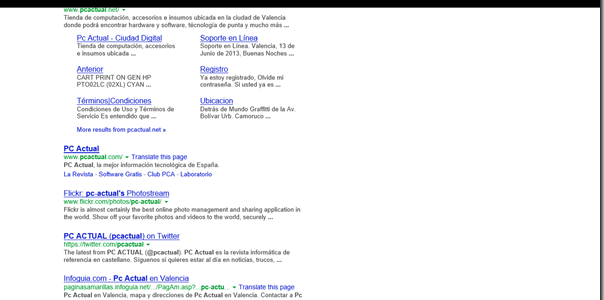 www.pcactual.net/
Tienda de computación, accesorios e insumos ubicada en la ciudad de Valencia
donde podrá encontrar hardware y software, técnología de punta y mucho más ...
Pc Actual - Ciudad Digital
Tienda de computación, accesorios
e insumos ubicada ...
Soporte en Línea
Soporte en Línea. Valencia, 13 de
Junio de 2013, Buenas Noches ...
Anterior
CART PRINT ON GEN HP
PTO02LC (02XL) CYAN ...
Registro
Ya estoy registrado, Olvide mi
contraseña. Si usted ya es ...
Términos|Condiciones
Condiciones de Uso y Términos de
Servicio Es entendido que ...
Ubicacion
Detrás de Mundo Graffiti de la Av.
Bolívar Urb. Camoruco ...
More results from pcactual.net »
PC Actual
www.pcactual.com/ - Translate this page
PC Actual, la mejor información tecnológica de España.
La Revista - Software Gratis - Club PCA - Laboratorio
Flickr: pc-actual's Photostream
www.flickr.com/photos/pc-actual/
Flickr is almost certainly the best online photo management and sharing application in
the world. Show off your favorite photos and videos to the world, securely ...
PC ACTUAL (pcactual) on Twitter
https://twitter.com/pcactual
The latest from PC ACTUAL (@pcactual). PC Actual es la revista informática de
referencia en castellano. Síguenos si quieres estar al día en noticias, trucos, ...
Infoguia.com - Pc Actual en Valencia
paginasamarillas.infoguia.net/.../PagAm.asp?...pc-actu... - Translate this page
Pc Actual en Valencia, mapa y direcciones de Pc Actual en Valencia. Contactar a Pc